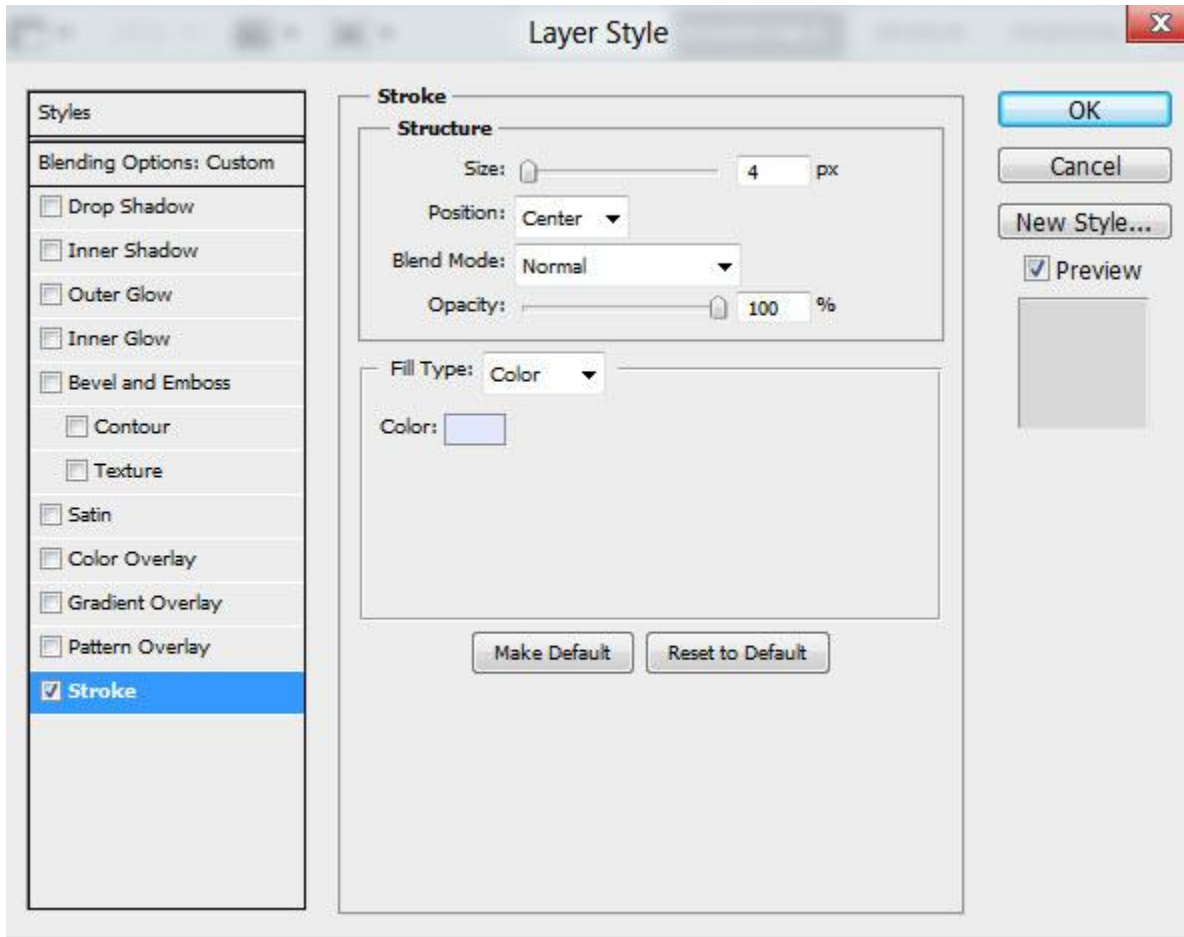 Layer Style
X
Styles
Blending Options: Custom
Drop Shadow
Inner Shadow
Outer Glow
Inner Glow
Bevel and Emboss
Contour
Texture
Satin
Color Overlay
Gradient Overlay
Pattern Overlay
Stroke
Stroke
Structure
Size: 4 px
Position: Center
Blend Mode: Normal
Opacity: 100 %
Fill Type: Color
Color:
Make Default Reset to Default
OK
Cancel
New Style...
Preview